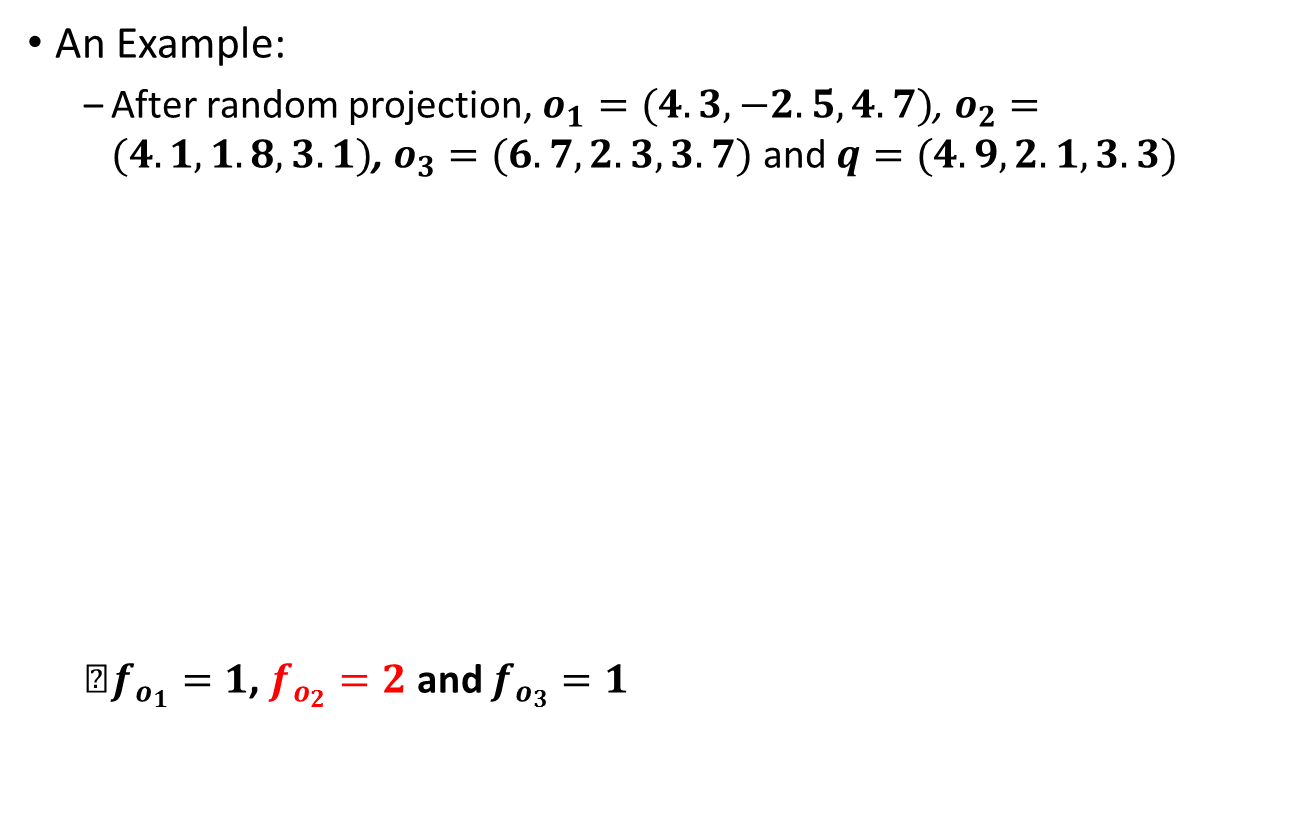 • An Example:
– After random projection, o₁ = (4.3, −2.5, 4.7), o₂ =
(4.1, 1.8, 3.1), o₃ = (6.7, 2.3, 3.7) and q = (4.9, 2.1, 3.3)
⍰ f_{o₁} = 1, f_{o₂} = 2 and f_{o₃} = 1